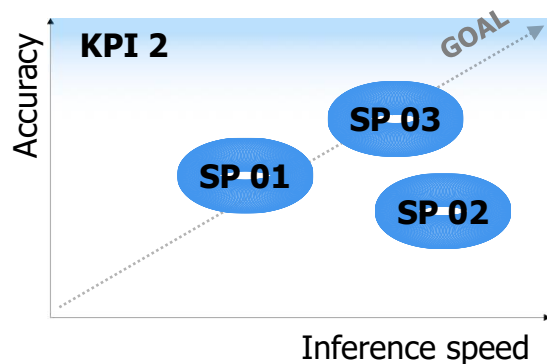 KPI 2
GOAL
Accuracy
SP 03
SP 01
SP 02
Inference speed